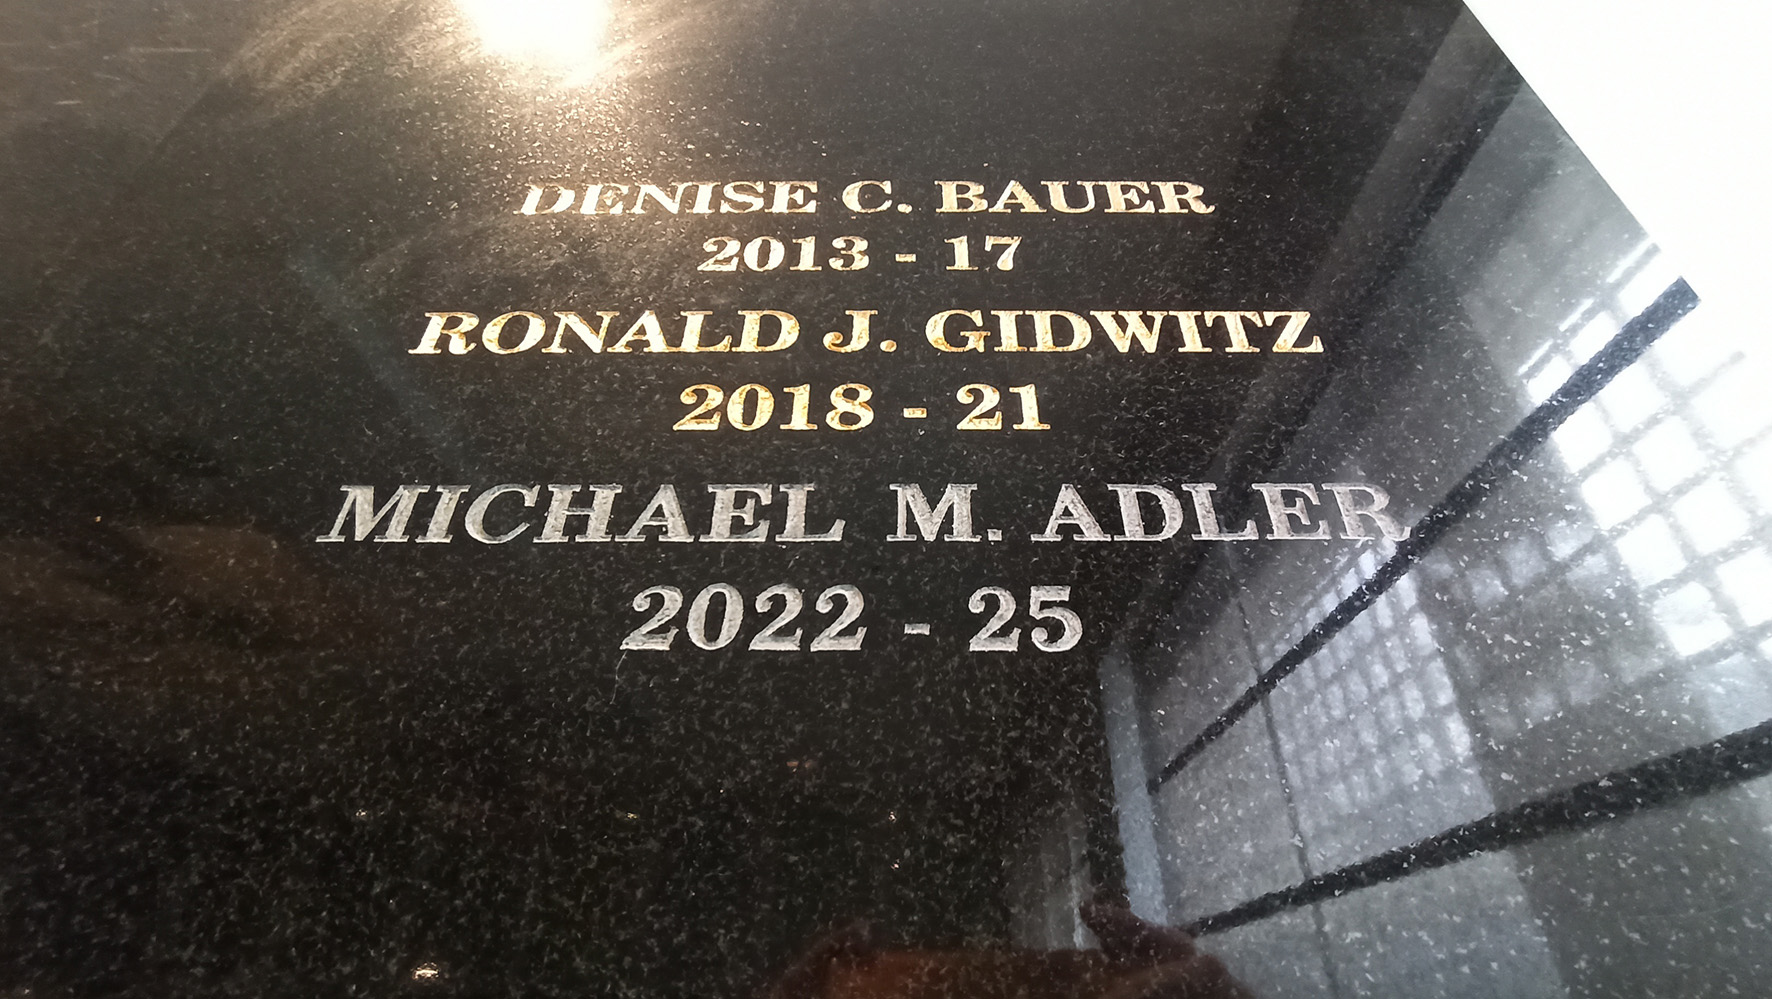 DENISE C. BAUER
2013 - 17
RONALD J. GIDWITZ
2018 - 21
MICHAEL M. ADLER
2022 - 25